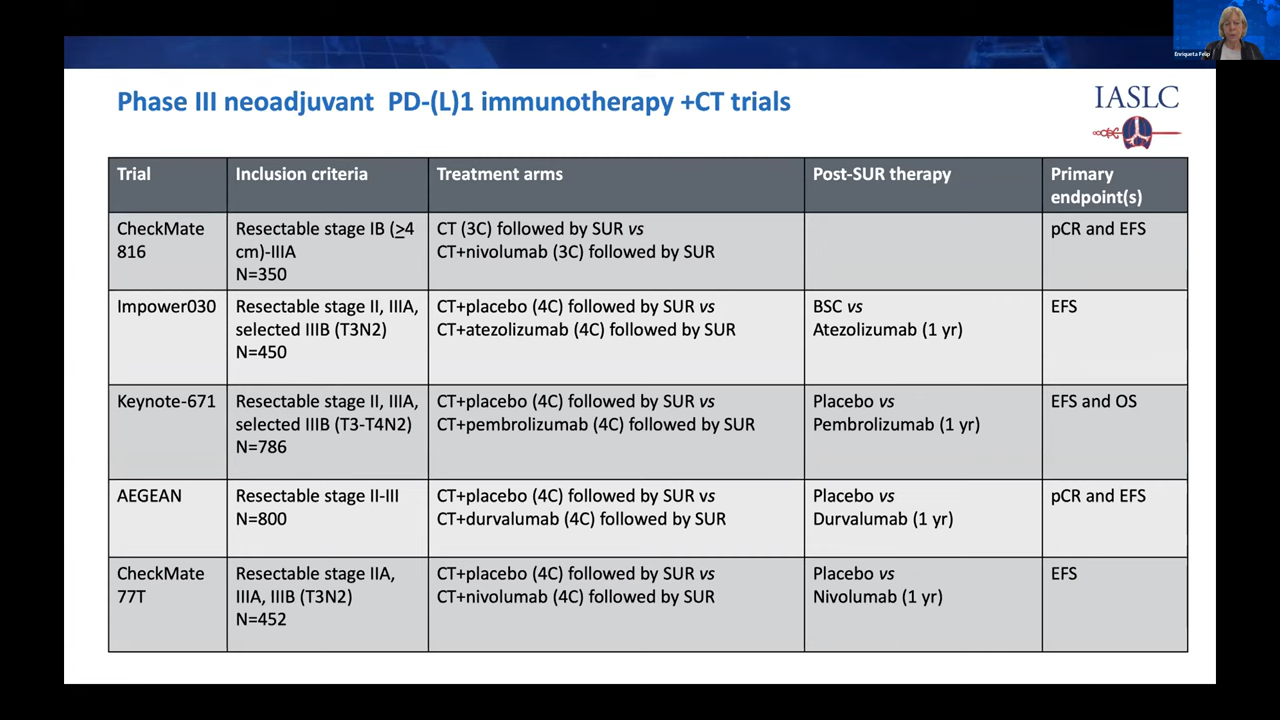 Enriqueta Felip
Phase III neoadjuvant PD-(L)1 immunotherapy +CT trials
IASLC
Trial
Inclusion criteria
Treatment arms
Post-SUR therapy
Primary
endpoint(s)
CheckMate
816
Resectable stage IB (≥4
cm)-IIIA
N=350
CT (3C) followed by SUR vs
CT+nivolumab (3C) followed by SUR
pCR and EFS
Impower030
Resectable stage II, IIIA,
selected IIIB (T3N2)
N=450
CT+placebo (4C) followed by SUR vs
CT+atezolizumab (4C) followed by SUR
BSC vs
Atezolizumab (1 yr)
EFS
Keynote-671
Resectable stage II, IIIA,
selected IIIB (T3-T4N2)
N=786
CT+placebo (4C) followed by SUR vs
CT+pembrolizumab (4C) followed by SUR
Placebo vs
Pembrolizumab (1 yr)
EFS and OS
AEGEAN
Resectable stage II-III
N=800
CT+placebo (4C) followed by SUR vs
CT+durvalumab (4C) followed by SUR
Placebo vs
Durvalumab (1 yr)
pCR and EFS
CheckMate
77T
Resectable stage IIA,
IIIA, IIIB (T3N2)
N=452
CT+placebo (4C) followed by SUR vs
CT+nivolumab (4C) followed by SUR
Placebo vs
Nivolumab (1 yr)
EFS